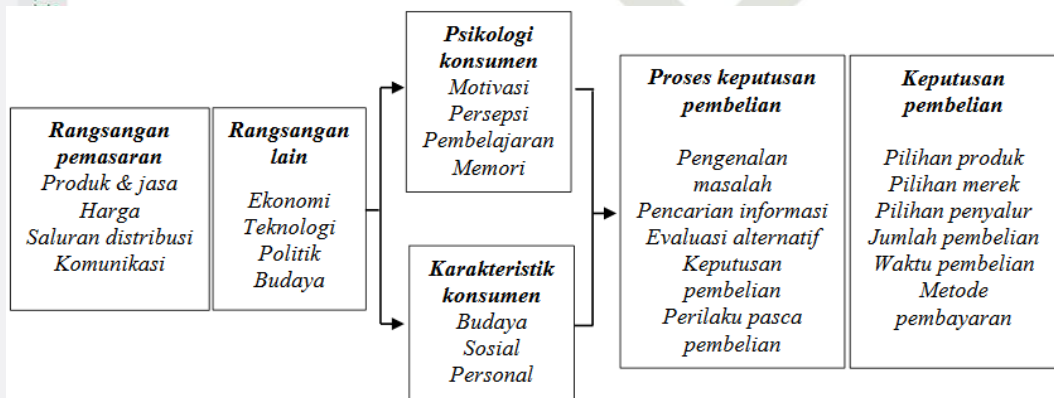 Rangsangan
pemasaran
Produk & jasa
Harga
Saluran distribusi
Komunikasi
Rangsangan
lain
Ekonomi
Teknologi
Politik
Budaya
Psikologi
konsumen
Motivasi
Persepsi
Pembelajaran
Memori
Karakteristik
konsumen
Budaya
Sosial
Personal
Proses keputusan
pembelian
Pengenalan
masalah
Pencarian informasi
Evaluasi alternatif
Keputusan
pembelian
Perilaku pasca
pembelian
Keputusan
pembelian
Pilihan produk
Pilihan merek
Pilihan penyalur
Jumlah pembelian
Waktu pembelian
Metode
pembayaran